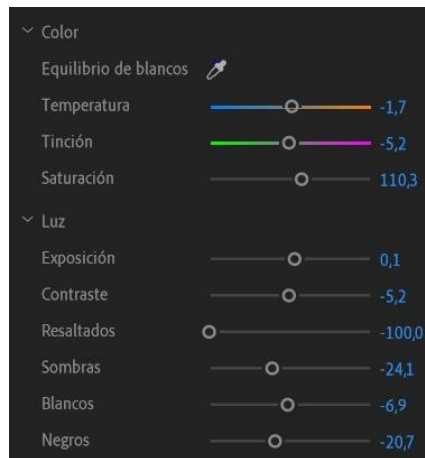 Color
Equilibrio de blancos
Temperatura -1,7
Tinción -5,2
Saturación 110,3
Luz
Exposición 0,1
Contraste -5,2
Resaltados -100,0
Sombras -24,1
Blancos -6,9
Negros -20,7